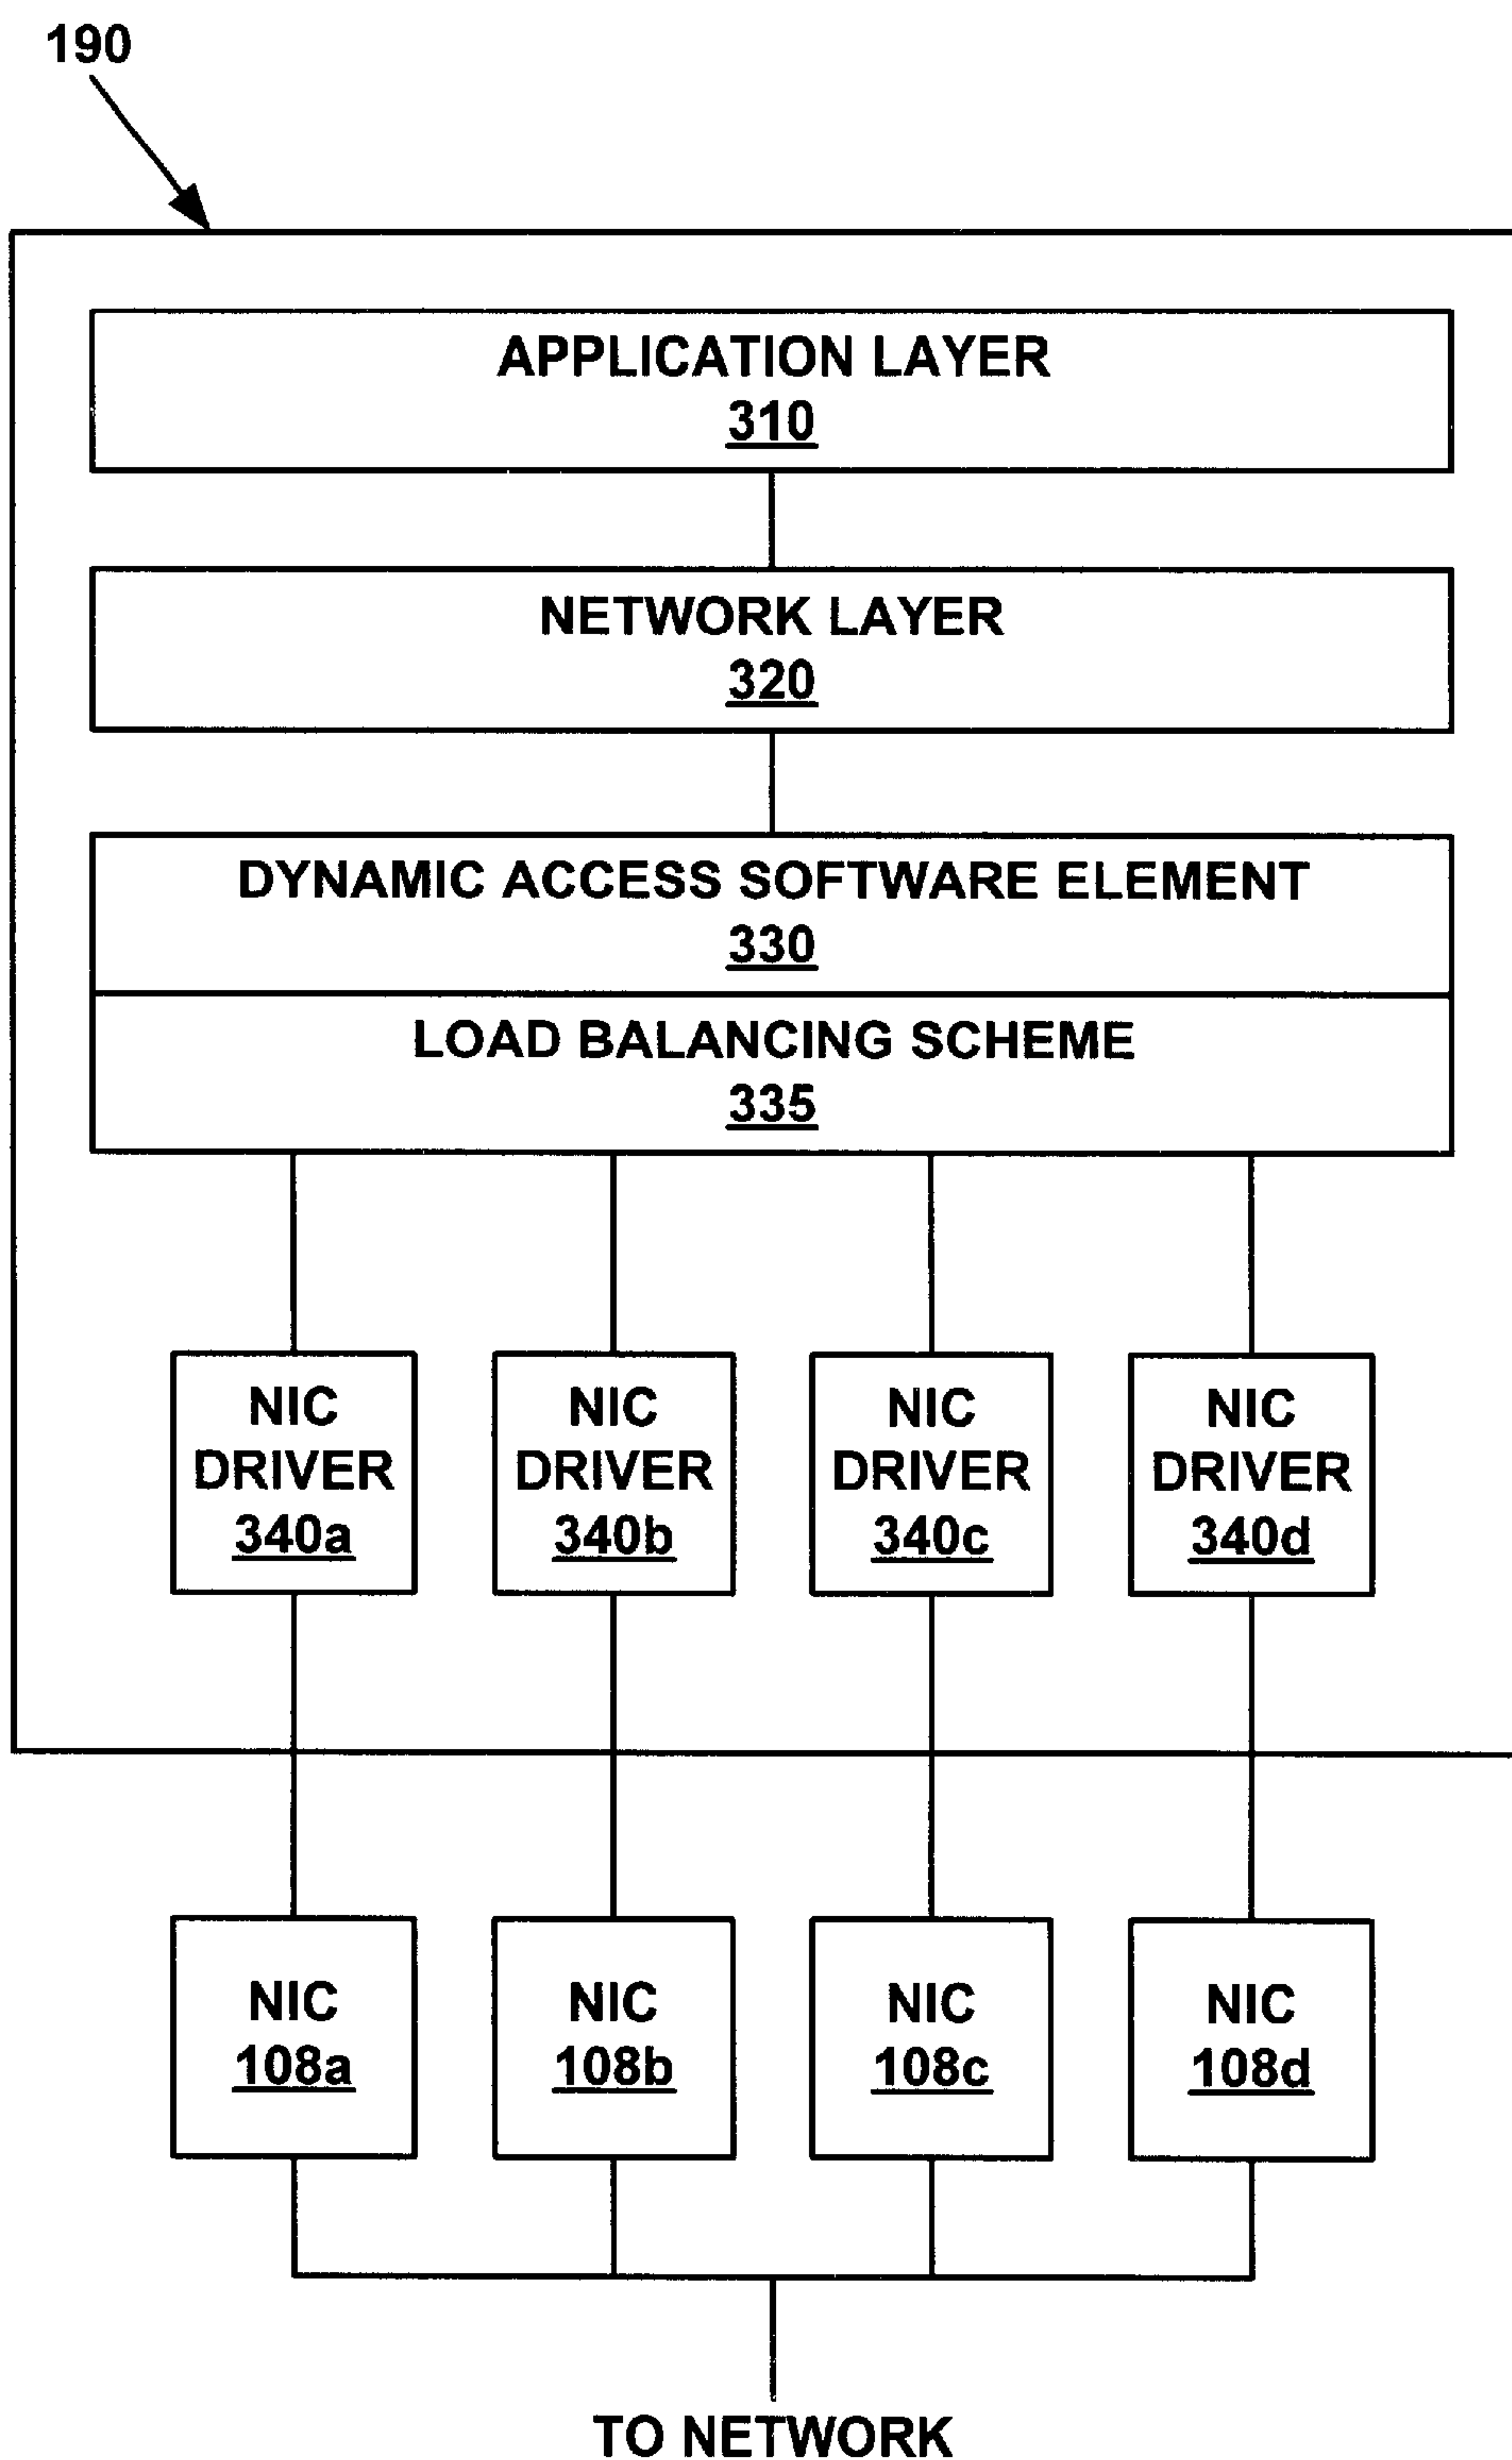 190
APPLICATION LAYER
310
NETWORK LAYER
320
DYNAMIC ACCESS SOFTWARE ELEMENT
330
LOAD BALANCING SCHEME
335
NIC
DRIVER
340a
NIC
DRIVER
340b
NIC
DRIVER
340c
NIC
DRIVER
340d
NIC
108a
NIC
108b
NIC
108c
NIC
108d
TO NETWORK